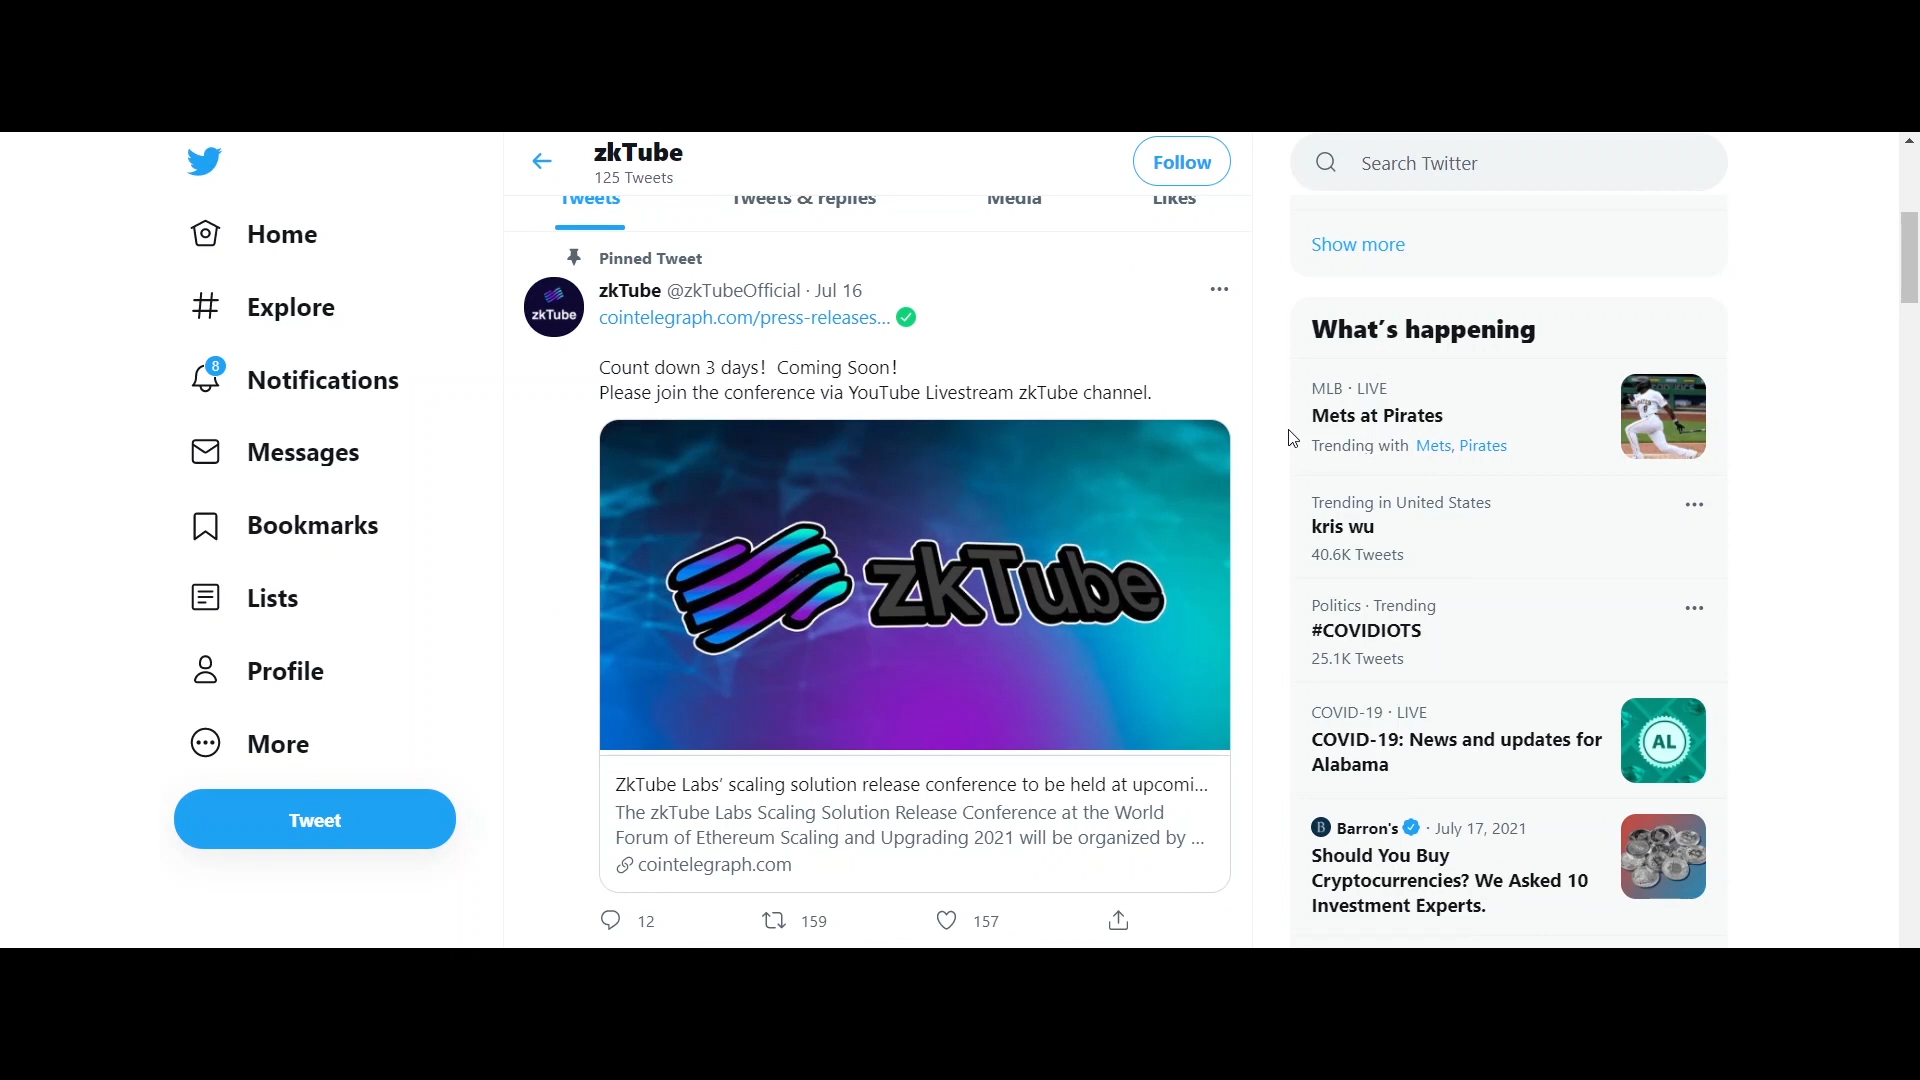 Home
Explore
8
Notifications
Messages
Bookmarks
Lists
Profile
More
Tweet
zkTube
125 Tweets
Follow
Tweets
Tweets & replies
Media
Likes
Pinned Tweet
zkTube @zkTubeOfficial · Jul 16
cointelegraph.com/press-releases...
zkTube
Count down 3 days! Coming Soon!
Please join the conference via YouTube Livestream zkTube channel.
zkTube
ZkTube Labs' scaling solution release conference to be held at upcomi...
The zkTube Labs Scaling Solution Release Conference at the World
Forum of Ethereum Scaling and Upgrading 2021 will be organized by ...
cointelegraph.com
12
159
157
Search Twitter
Show more
What's happening
MLB · LIVE
Mets at Pirates
Trending with Mets, Pirates
Trending in United States
kris wu
40.6K Tweets
Politics · Trending
#COVIDIOTS
25.1K Tweets
COVID-19 · LIVE
COVID-19: News and updates for
Alabama
AL
B Barron's · July 17, 2021
Should You Buy
Cryptocurrencies? We Asked 10
Investment Experts.